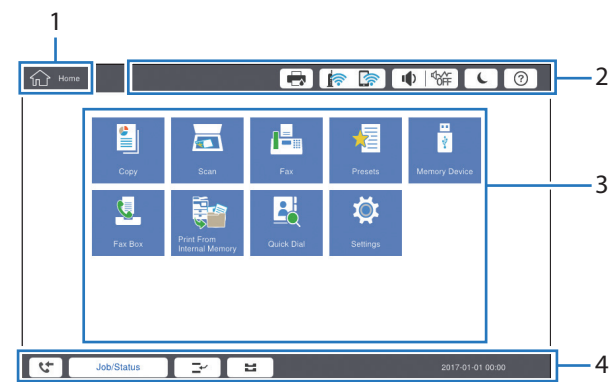 1
Home
OFF
?
2
Copy
Scan
Fax
Presets
Memory Device
3
Fax Box
Print From
Internal Memory
Quick Dial
Settings
Job/Status
2017-01-01 00:00
4